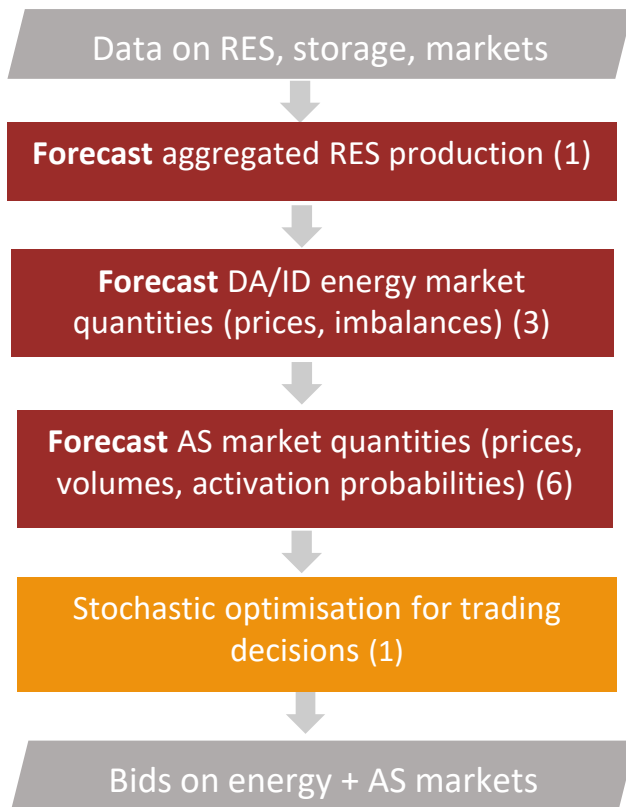 Data on RES, storage, markets
Forecast aggregated RES production (1)
Forecast DA/ID energy market
quantities (prices, imbalances) (3)
Forecast AS market quantities (prices,
volumes, activation probabilities) (6)
Stochastic optimisation for trading
decisions (1)
Bids on energy + AS markets